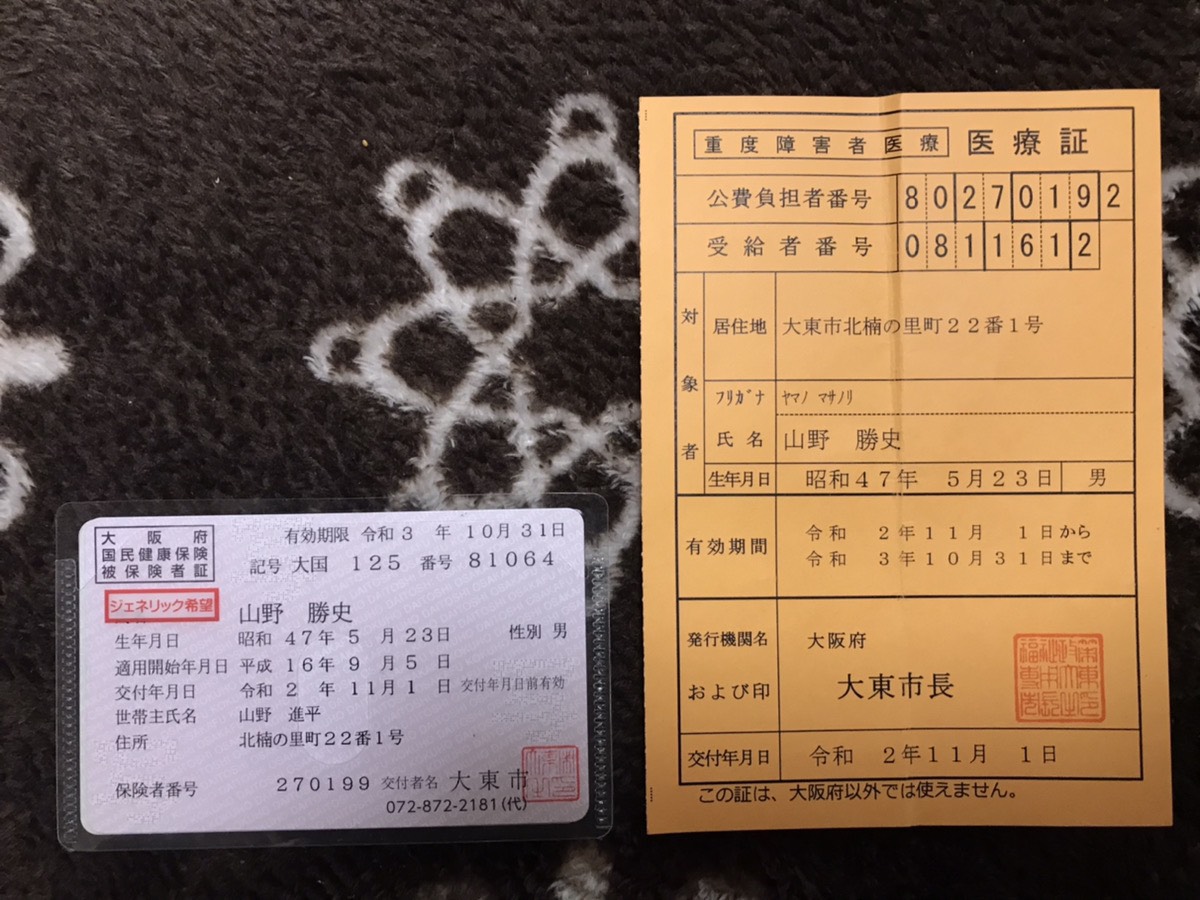 大阪府
国民健康保険
被保険者証
有効期限 令和3 年 10月31日
記号 大国 125 番号 81064
ジェネリック希望
山野 勝史
生年月日 昭和 47年 5 月 23日 性別 男
適用開始年月日 平成 16年 9 月 5 日
交付年月日 令和 2 年 11月 1 日 交付年月日前有効
世帯主氏名 山野 進平
住所 北楠の里町22番1号
保険者番号 270199 交付者名 大東市
072-872-2181(代)
重度障害者医療 医療証
公費負担者番号 80270192
受給者番号 0811612
対象者
居住地 大東市北楠の里町22番1号
フリガナ ヤマノ マサノリ
氏名 山野 勝史
生年月日 昭和47年 5月23日 男
有効期間 令和 2年11月 1日から
令和 3年10月31日まで
発行機関名 大阪府
および印 大東市長
交付年月日 令和 2年11月 1日
この証は、大阪府以外では使えません。